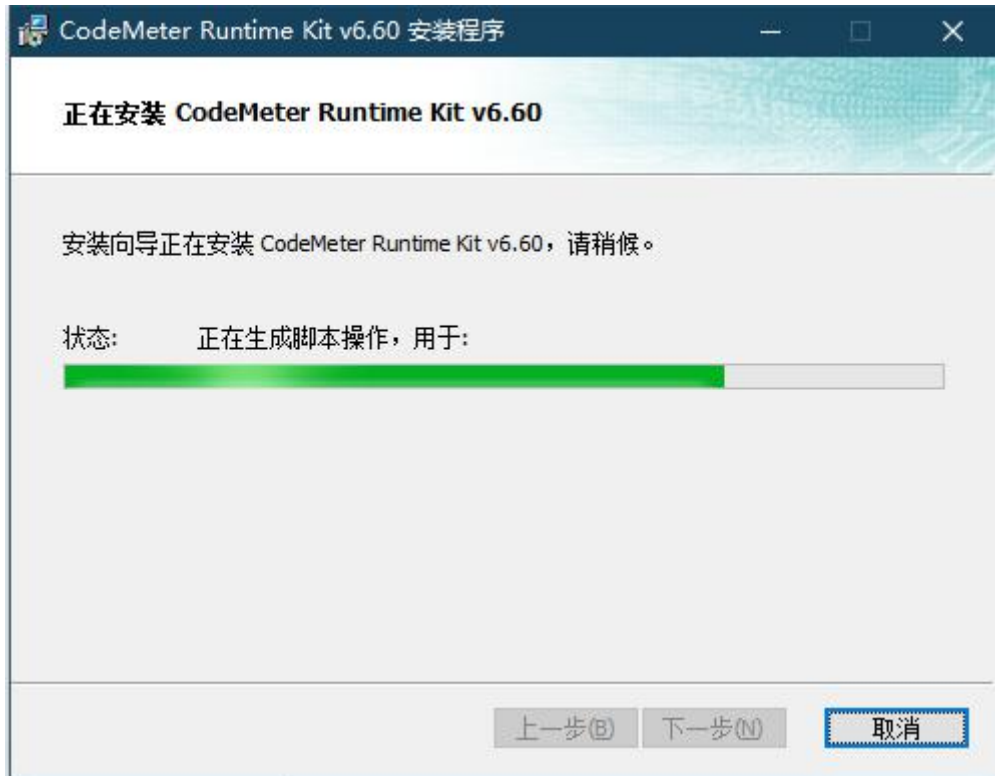 CodeMeter Runtime Kit v6.60 安装程序
正在安装 CodeMeter Runtime Kit v6.60
安装向导正在安装 CodeMeter Runtime Kit v6.60，请稍候。
状态: 正在生成脚本操作，用于:
上一步(B) 下一步(N) 取消